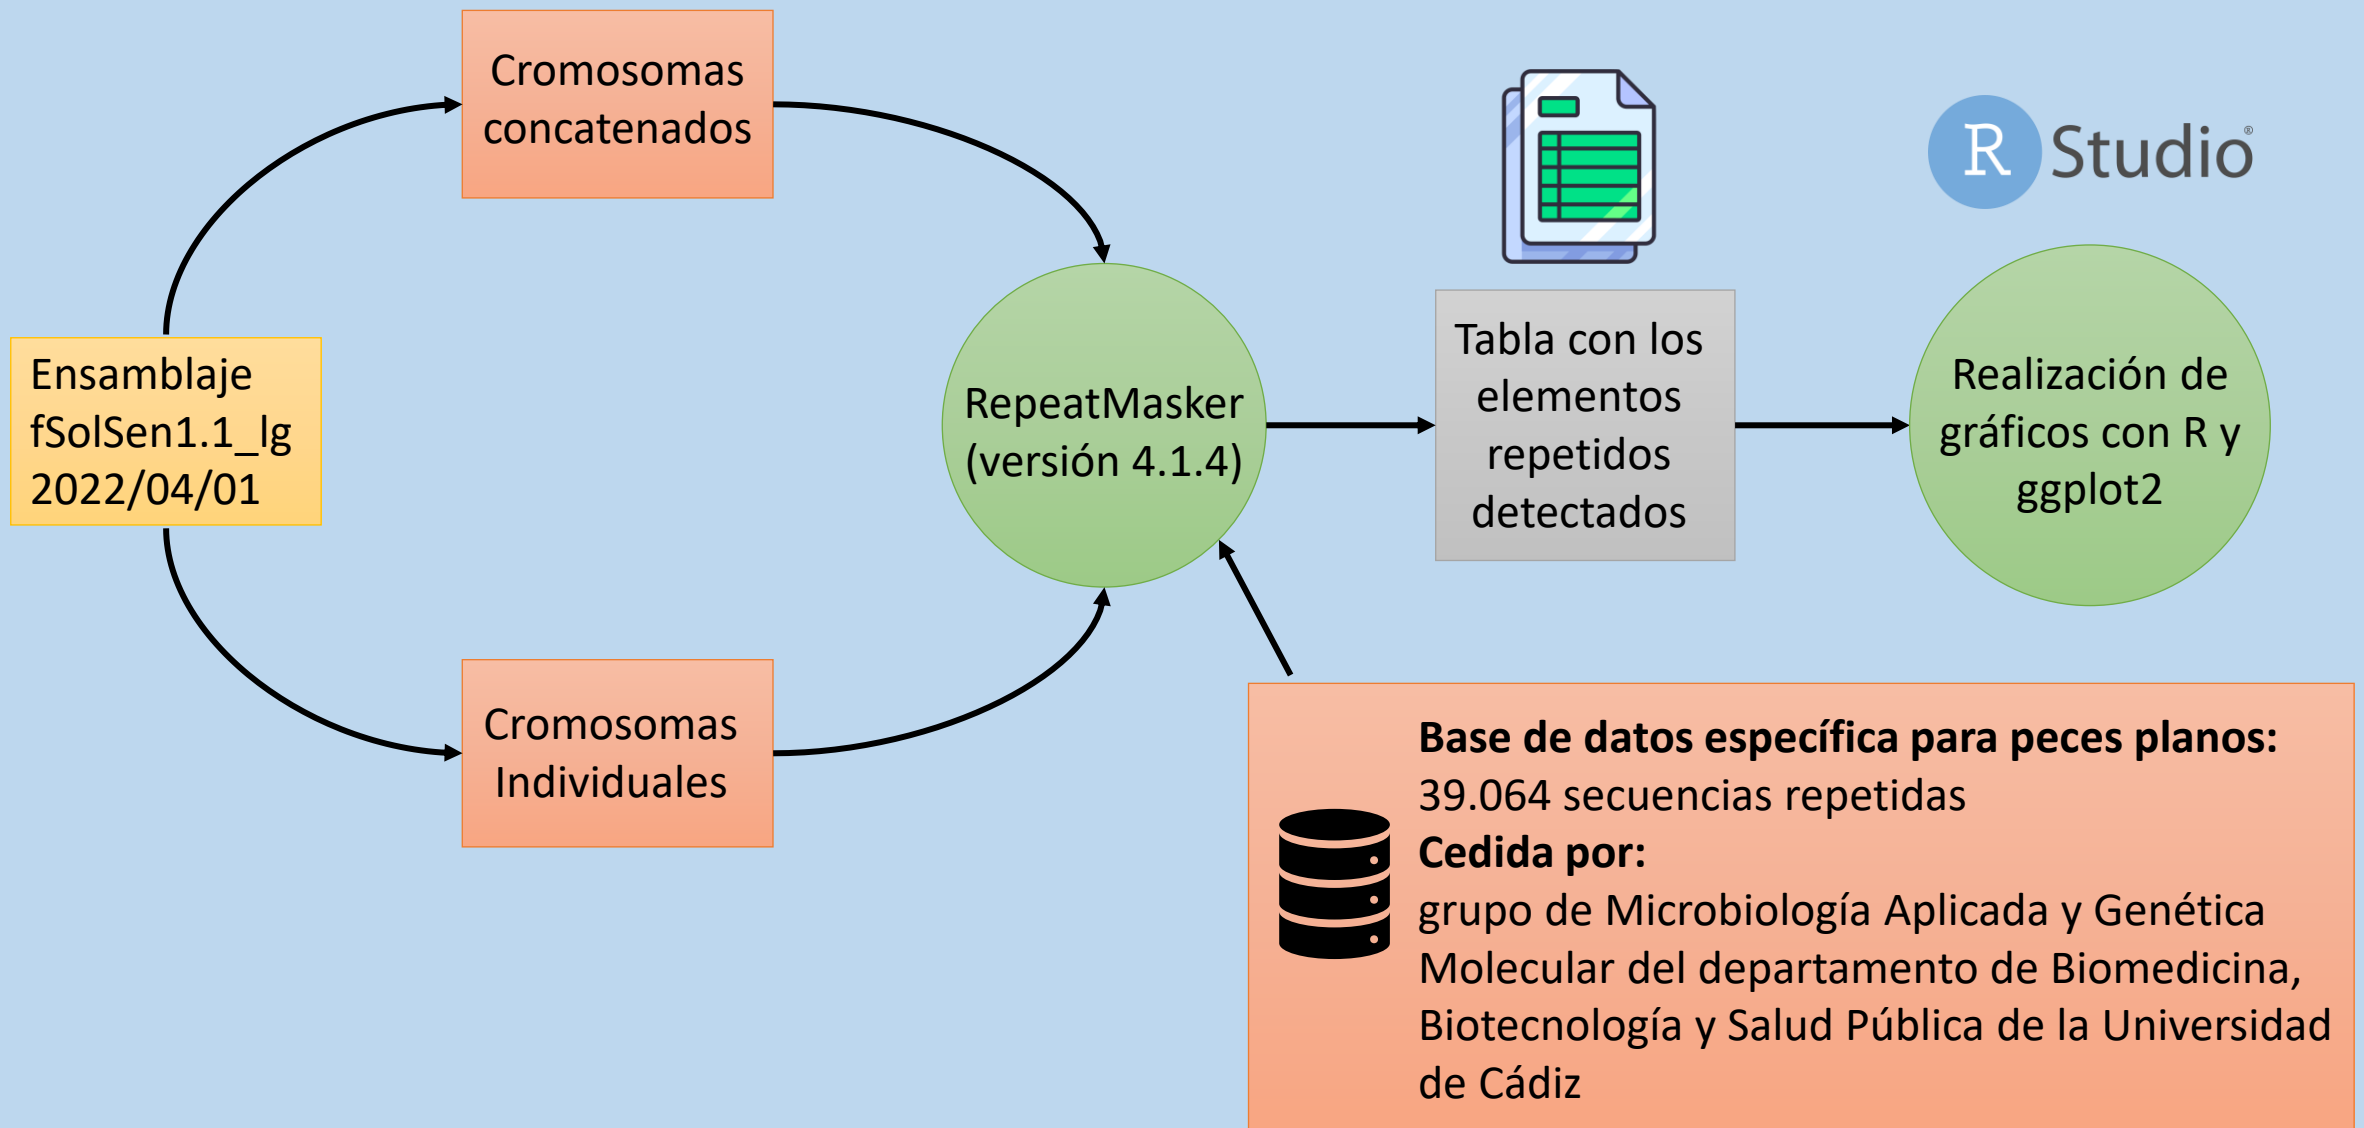 Cromosomas
concatenados
R Studio®
Ensamblaje
fSolSen1.1_lg
2022/04/01
RepeatMasker
(versión 4.1.4)
Tabla con los
elementos
repetidos
detectados
Realización de
gráficos con R y
ggplot2
Cromosomas
Individuales
Base de datos específica para peces planos:
39.064 secuencias repetidas
Cedida por:
grupo de Microbiología Aplicada y Genética
Molecular del departamento de Biomedicina,
Biotecnología y Salud Pública de la Universidad
de Cádiz